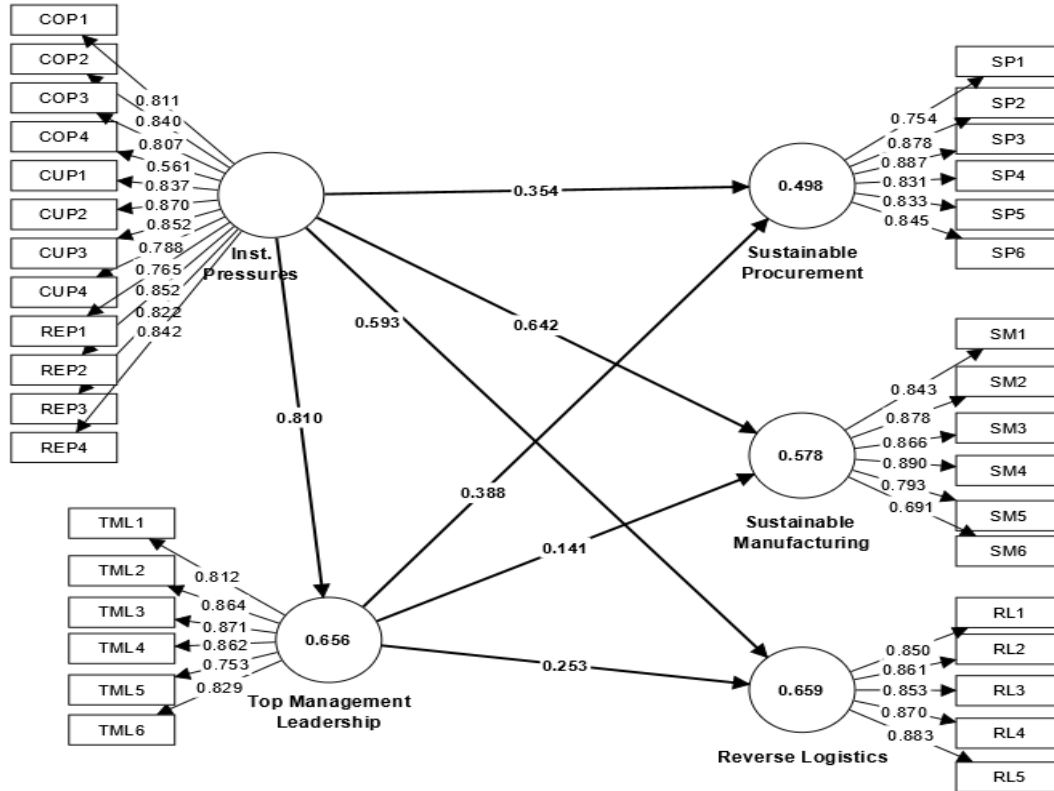 COP1
COP2
COP3
COP4
CUP1
CUP2
CUP3
CUP4
REP1
REP2
REP3
REP4
0.811
0.840
0.807
0.561
0.837
0.870
0.852
0.788
0.765
0.852
0.822
0.842
Inst.
Pressures
0.354
0.593
0.642
0.810
0.388
0.141
0.253
TML1
TML2
TML3
TML4
TML5
TML6
0.812
0.864
0.871
0.862
0.753
0.829
0.656
Top Management
Leadership
0.498
Sustainable
Procurement
0.754
0.878
0.887
0.831
0.833
0.845
SP1
SP2
SP3
SP4
SP5
SP6
0.578
Sustainable
Manufacturing
0.843
0.878
0.866
0.890
0.793
0.691
SM1
SM2
SM3
SM4
SM5
SM6
0.659
Reverse Logistics
0.850
0.861
0.853
0.870
0.883
RL1
RL2
RL3
RL4
RL5